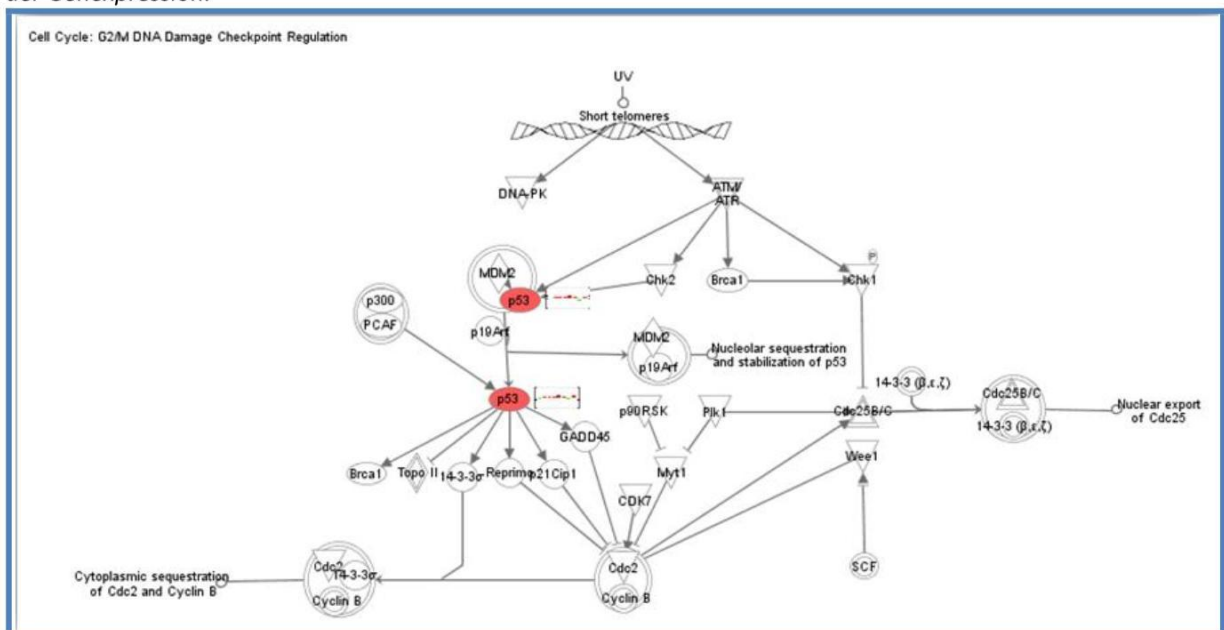 der Genexpression.
Cell Cycle: G2/M DNA Damage Checkpoint Regulation
UV
Short telomeres
DNA-PK
ATM/
ATR
P
MDM2
Chk2
Brca1
Chk1
p53
p300
PCAF
p19Arf
MDM2
p19Arf
Nucleolar sequestration
and stabilization of p53
p53
p90RSK
Plk1
14-3-3 (β,ε,ζ)
Cdc25B/C
Cdc25B/C
14-3-3 (β,ε,ζ)
Nuclear export
of Cdc25
GADD45
Brca1
Topo II
14-3-3σ
Reprimo
p21Cip1
Myt1
Wee1
CDK7
SCF
Cytoplasmic sequestration
of Cdc2 and Cyclin B
Cdc2
14-3-3σ
Cyclin B
Cdc2
Cyclin B